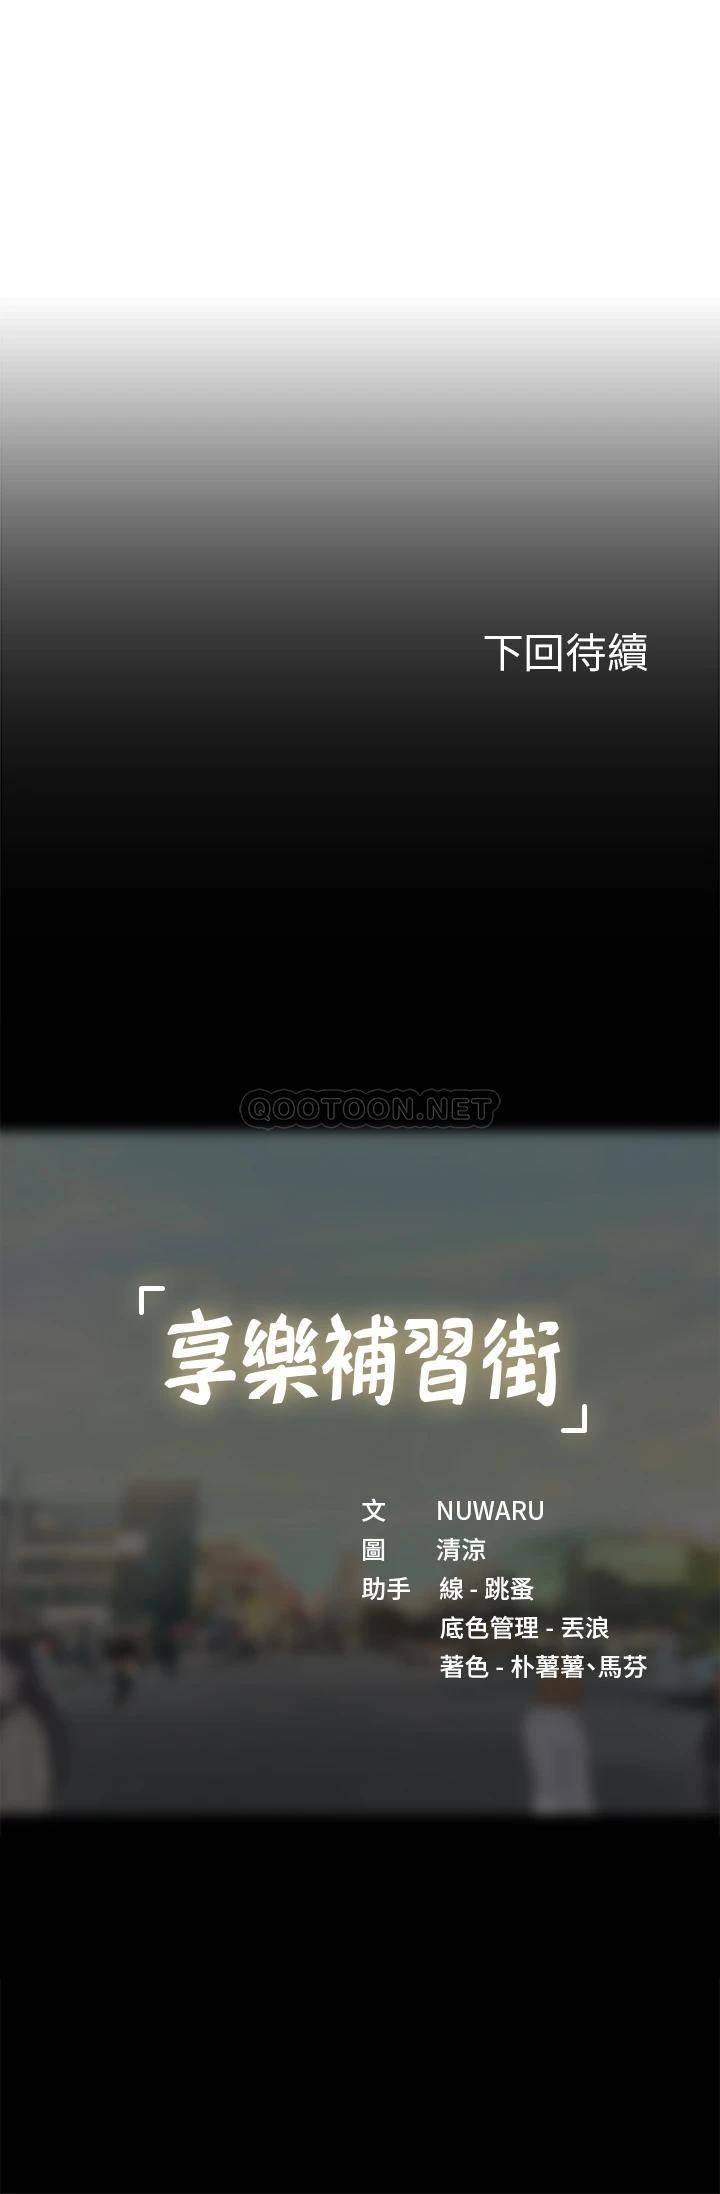 下回待續
QOOTOON.NET
「享樂補習街」
文 NUWARU
圖 清涼
助手 線 - 跳蚤
底色管理 - 丟浪
著色 - 朴薯薯、馬芬